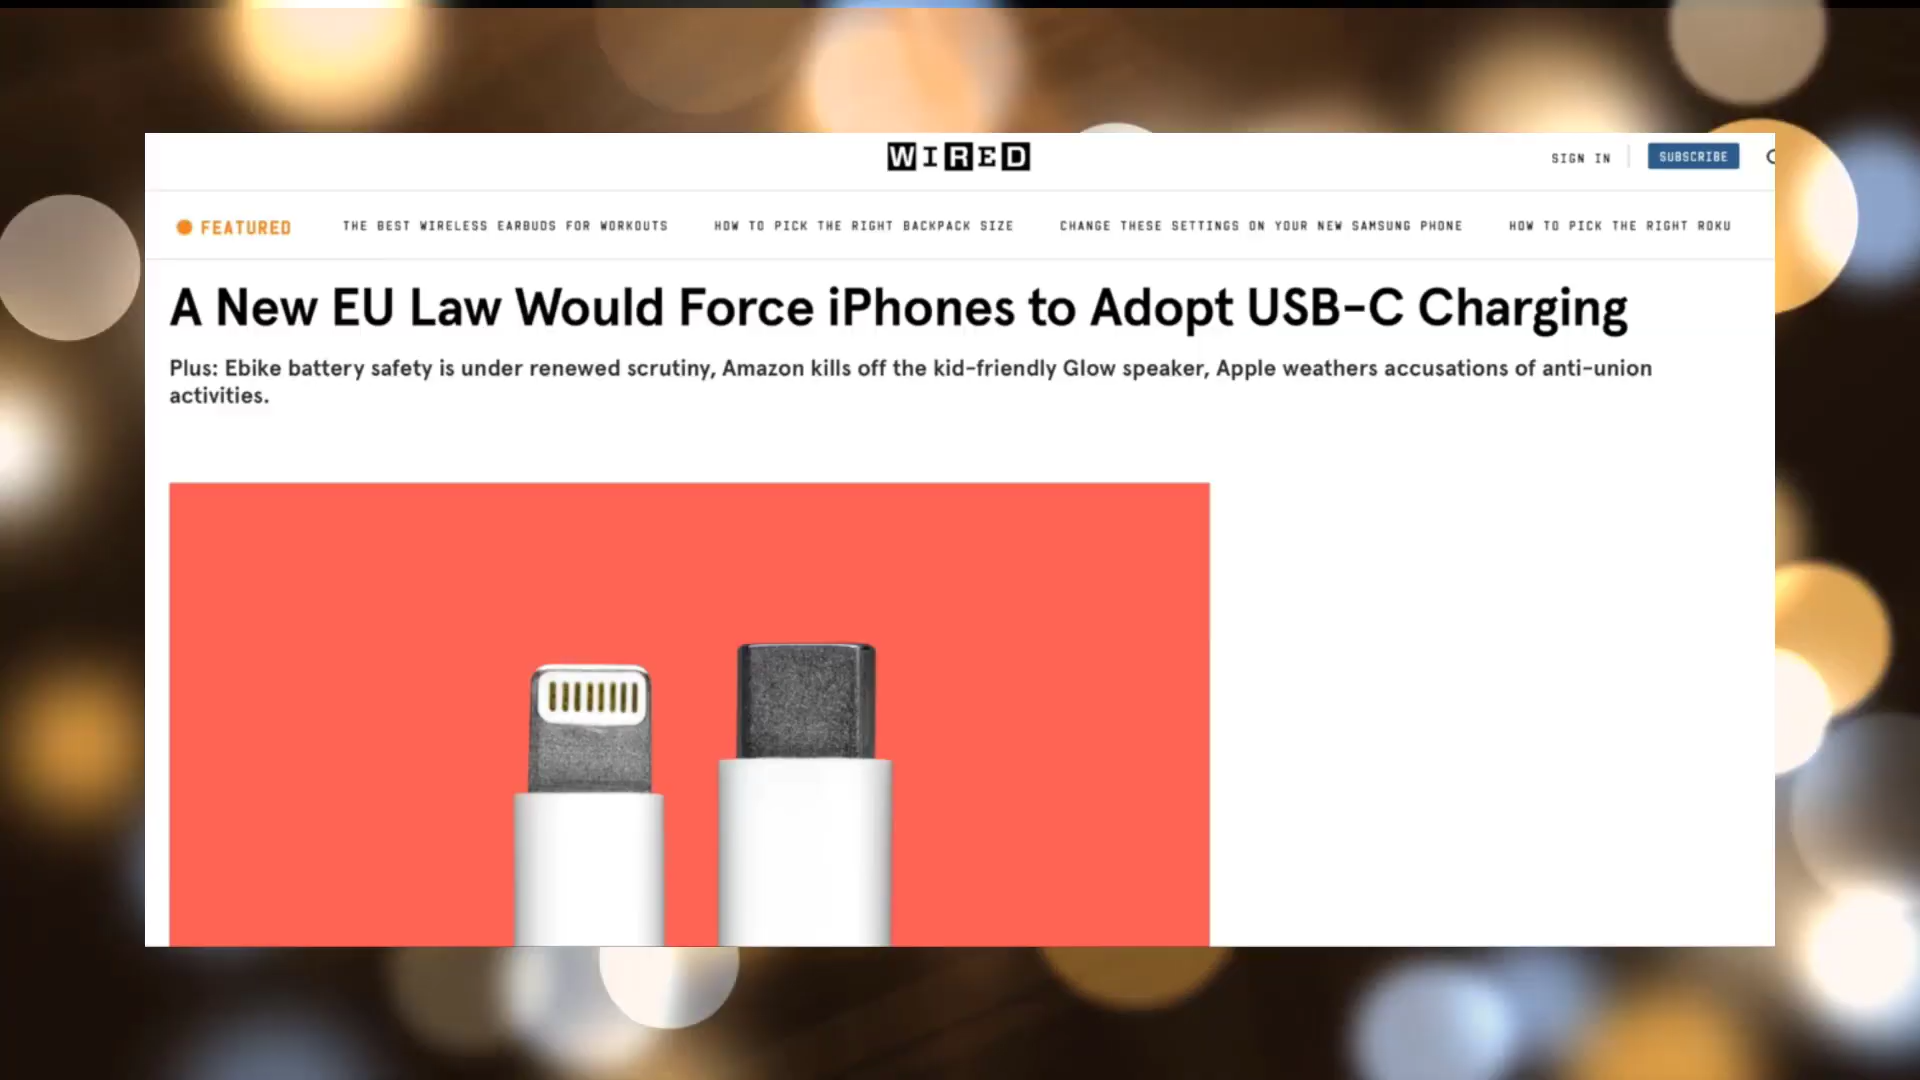 WIRED
SIGN IN
SUBSCRIBE
FEATURED
THE BEST WIRELESS EARBUDS FOR WORKOUTS
HOW TO PICK THE RIGHT BACKPACK SIZE
CHANGE THESE SETTINGS ON YOUR NEW SAMSUNG PHONE
HOW TO PICK THE RIGHT ROKU
A New EU Law Would Force iPhones to Adopt USB-C Charging
Plus: Ebike battery safety is under renewed scrutiny, Amazon kills off the kid-friendly Glow speaker, Apple weathers accusations of anti-union
activities.